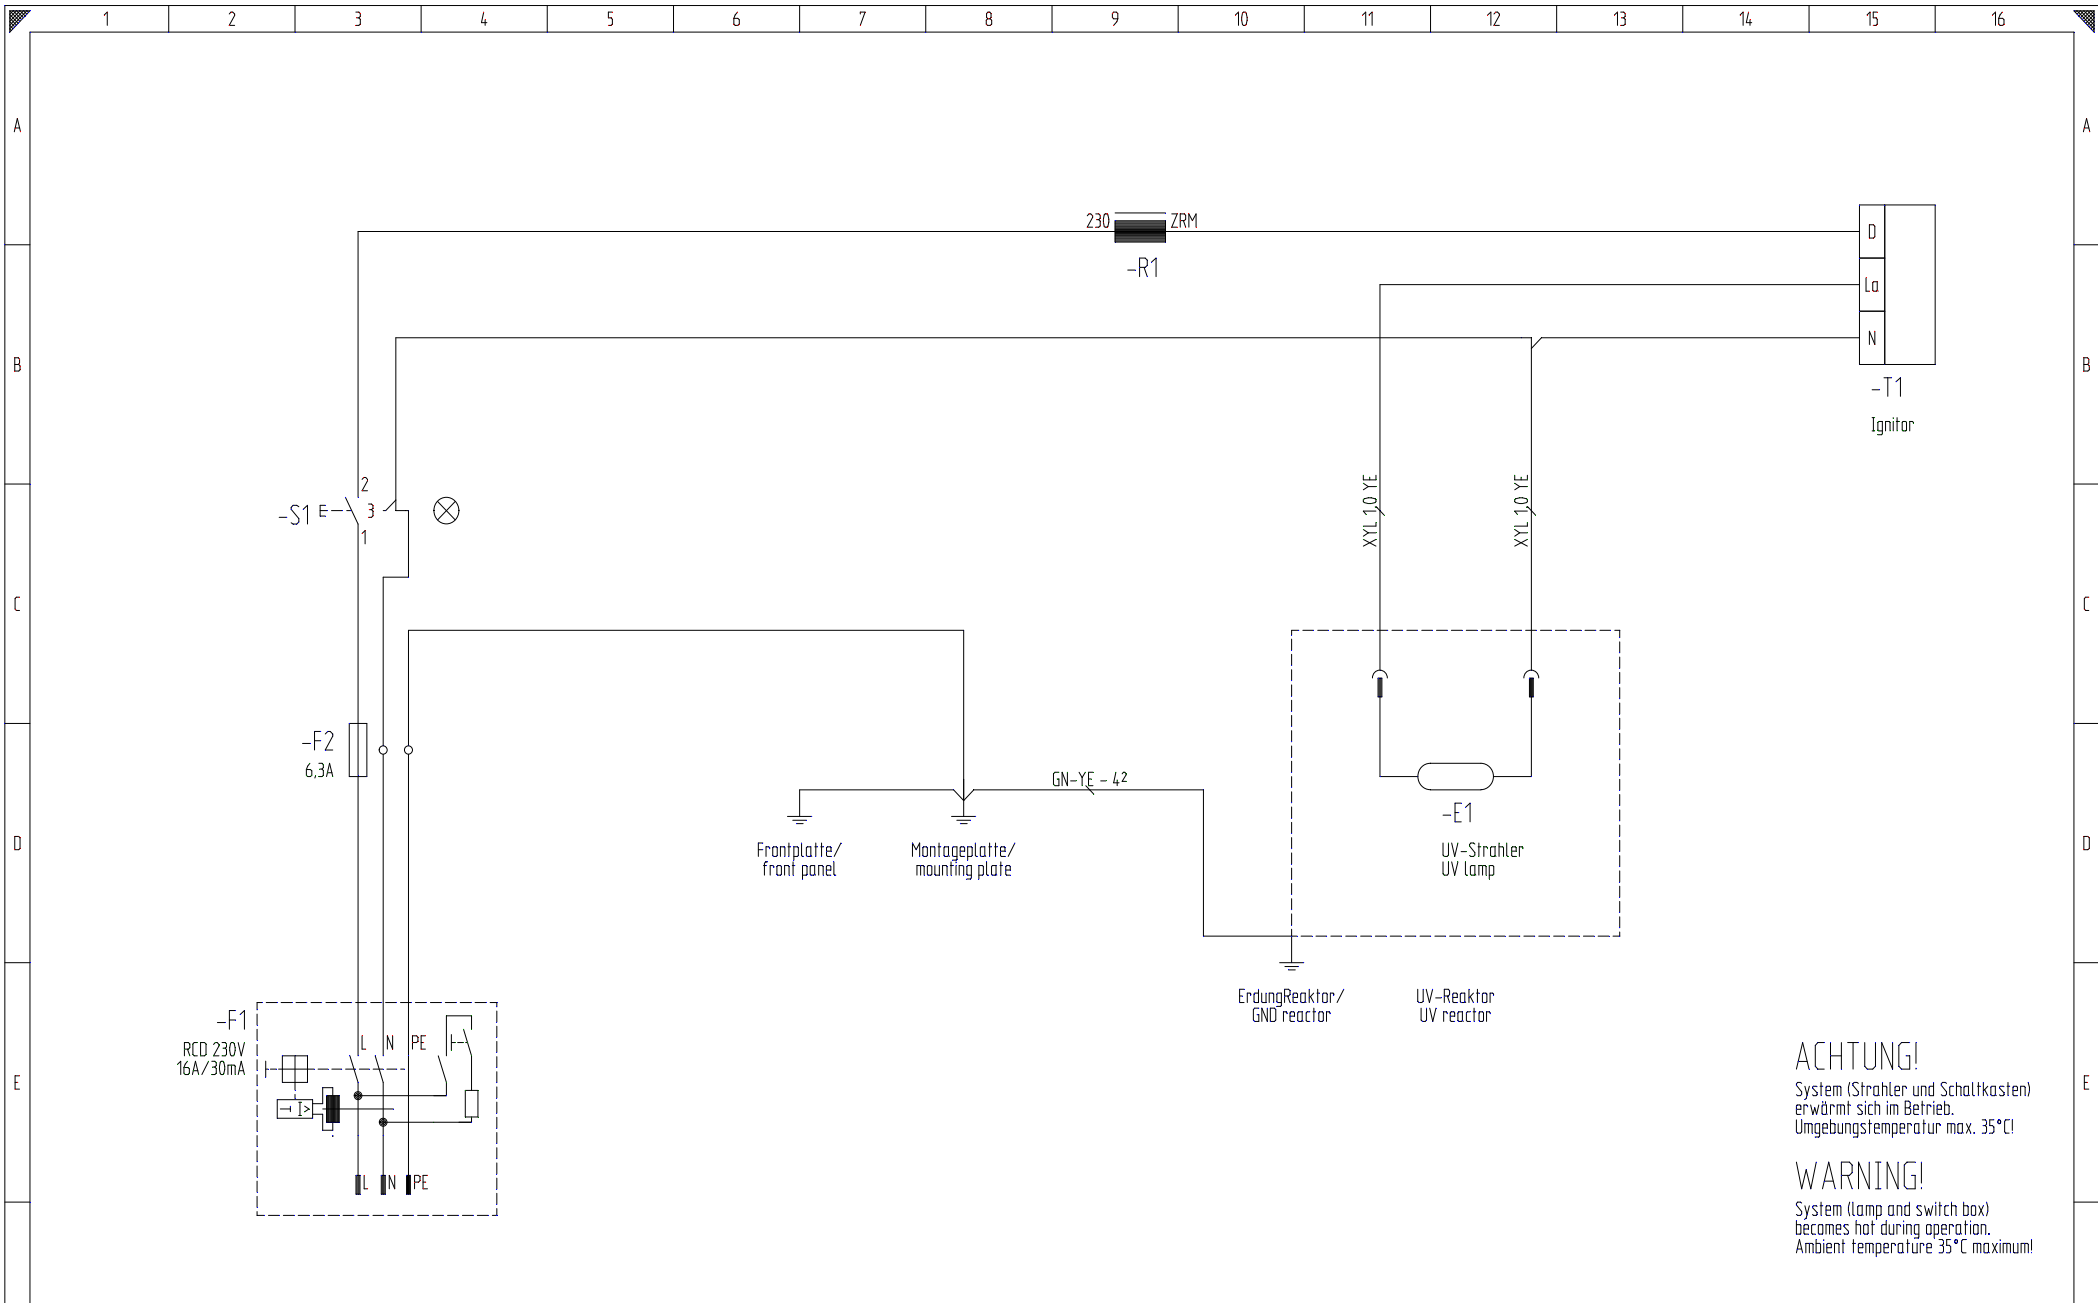 1 2 3 4 5 6 7 8 9 10 11 12 13 14 15 16
A A
230 ZRM
-R1
D
La
B B
N
-T1
Ignitor
2
-S1 3
1
XYL 1,0 YE XYL 1,0 YE
C C
-F2
6,3A
GN-YE - 4²
-E1
D D
Frontplatte/
front panel
Montageplatte/
mounting plate
UV-Strahler
UV lamp
ErdungReaktor/
GND reactor
UV-Reaktor
UV reactor
-F1
RCD 230V
16A/30mA
L N PE
I>
L N PE
E E
ACHTUNG!
System (Strahler und Schaltkasten)
erwärmt sich im Betrieb.
Umgebungstemperatur max. 35°C!
WARNING!
System (lamp and switch box)
becomes hot during operation.
Ambient temperature 35°C maximum!